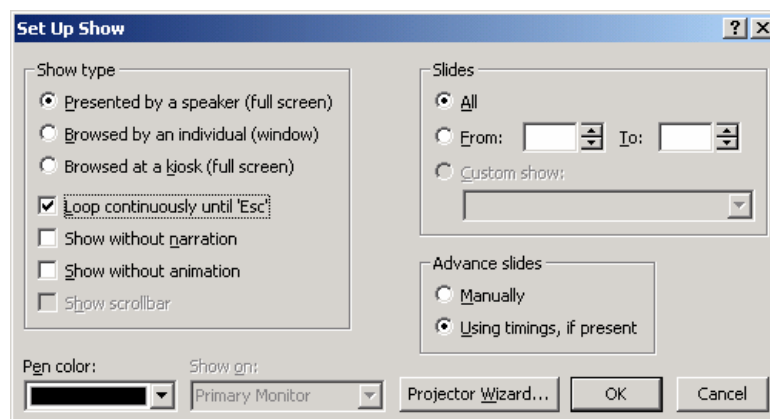 Set Up Show
Show type
Presented by a speaker (full screen)
Browsed by an individual (window)
Browsed at a kiosk (full screen)
Loop continuously until 'Esc'
Show without narration
Show without animation
Show scrollbar
Slides
All
From: To:
Custom show:
Advance slides
Manually
Using timings, if present
Pen color:
Show on:
Primary Monitor
Projector Wizard...
OK
Cancel